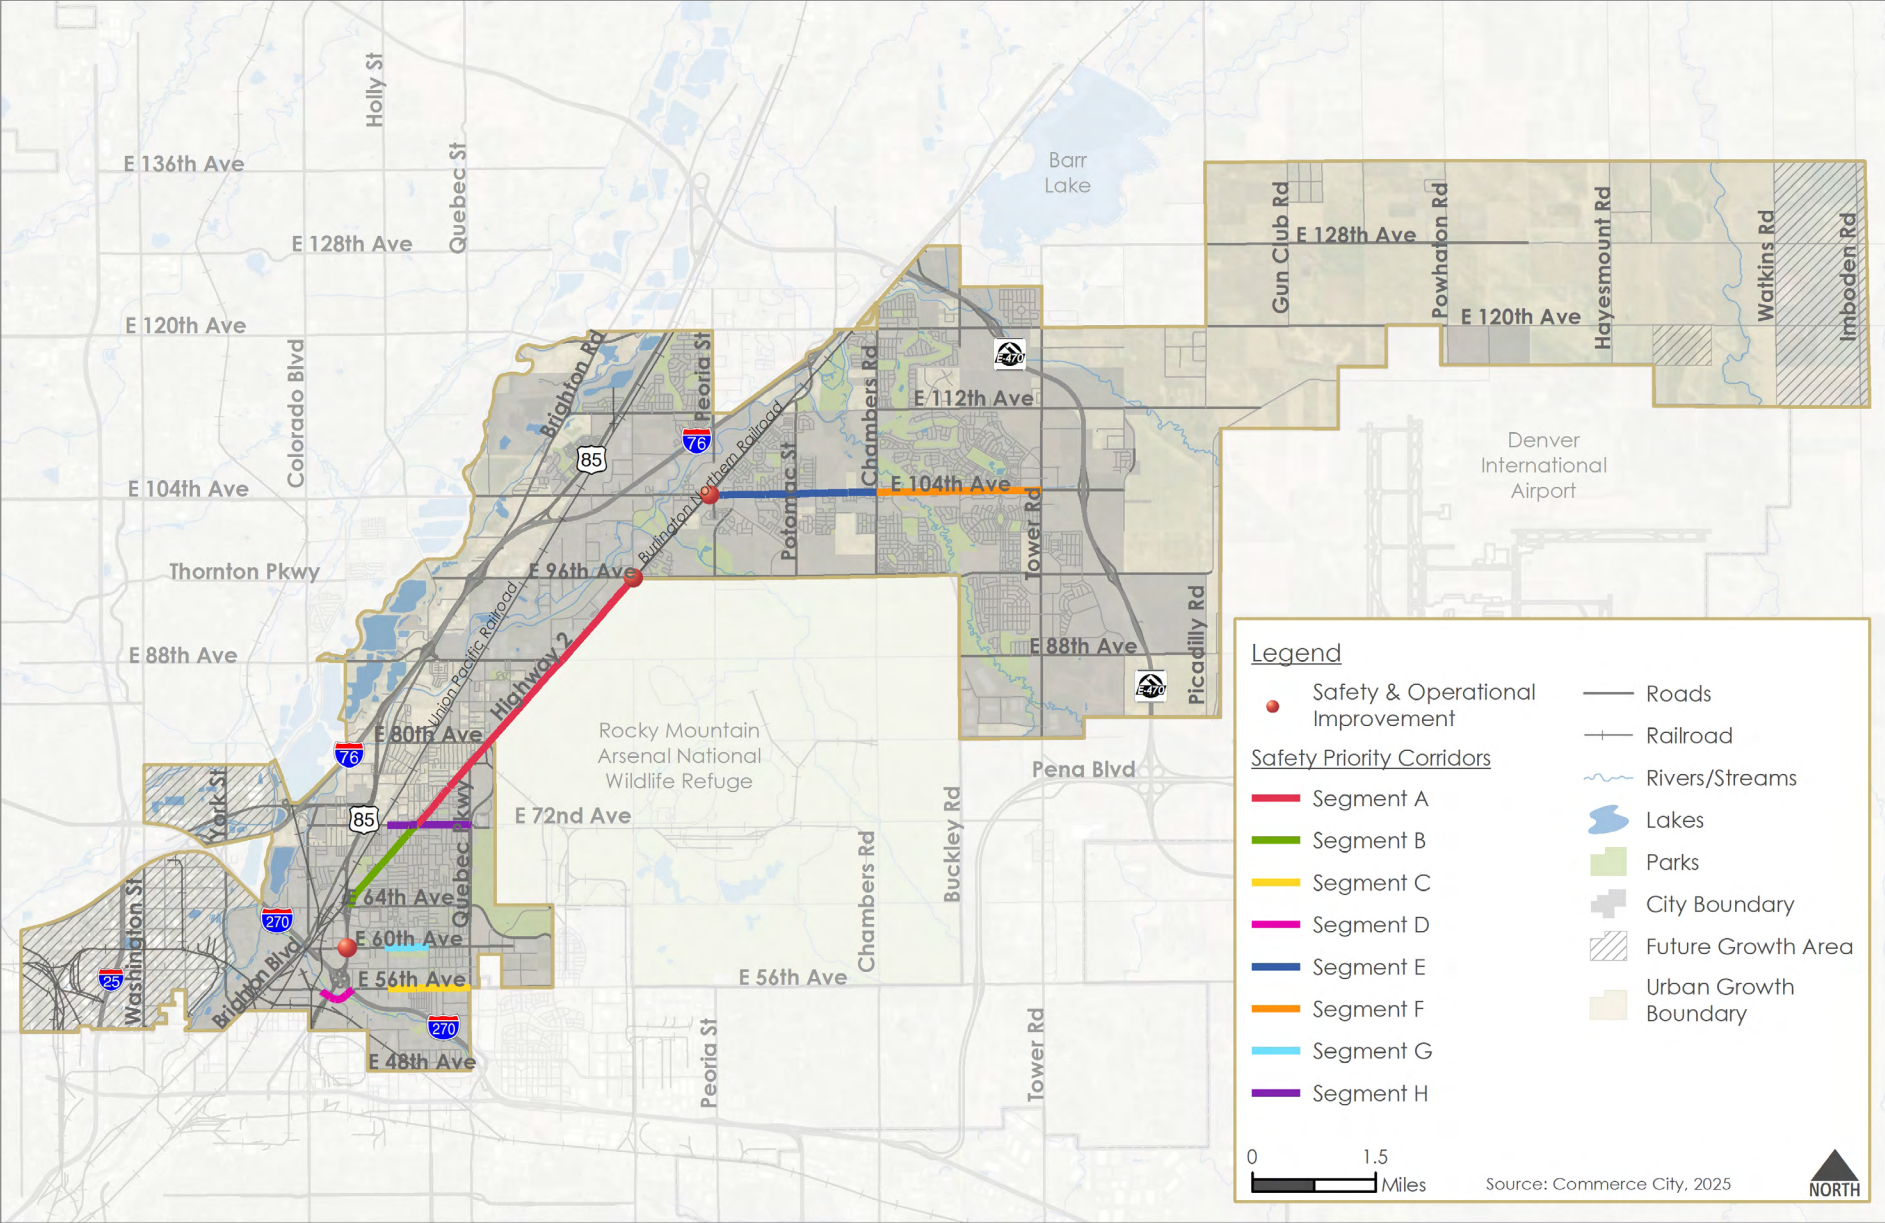 Holly St
Quebec St
E 136th Ave
E 128th Ave
E 120th Ave
Colorado Blvd
E 104th Ave
Thornton Pkwy
E 88th Ave
Barr
Lake
Gun Club Rd
E 128th Ave
Powhaton Rd
Hayesmount Rd
Watkins Rd
Imboden Rd
E 120th Ave
Brighton Rd
Peoria St
E-470
Chambers Rd
E 112th Ave
76
85
Burlington Northern Railroad
Potomac St
E 104th Ave
Tower Rd
Denver
International
Airport
E 96th Ave
Union Pacific Railroad
Highway 2
E 88th Ave
Picadilly Rd
E-470
E 80th Ave
76
Rocky Mountain
Arsenal National
Wildlife Refuge
Pena Blvd
York St
85
Quebec Pkwy
E 72nd Ave
Chambers Rd
Buckley Rd
E 64th Ave
Washington St
270
E 60th Ave
25
Brighton Blvd
E 56th Ave
E 56th Ave
270
E 48th Ave
Peoria St
Tower Rd
Legend
Safety & Operational
Improvement
Safety Priority Corridors
Segment A
Segment B
Segment C
Segment D
Segment E
Segment F
Segment G
Segment H
Roads
Railroad
Rivers/Streams
Lakes
Parks
City Boundary
Future Growth Area
Urban Growth
Boundary
0 1.5
Miles
Source: Commerce City, 2025
NORTH